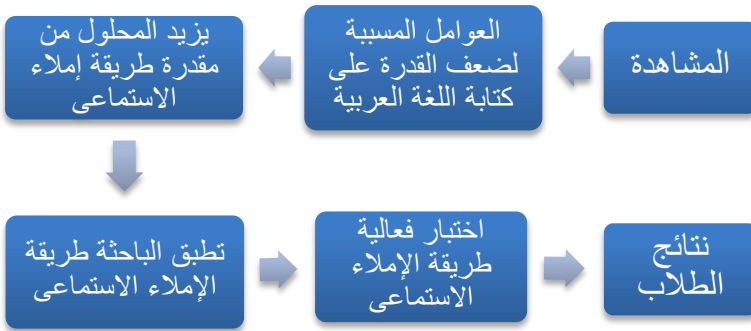 المشاهدة
العوامل المسببة
لضعف القدرة على
كتابة اللغة العربية
يزيد المحلول من
مقدرة طريقة إملاء
الاستماعى
تطبق الباحثة طريقة
الإملاء الاستماعى
اختبار فعالية
طريقة الإملاء
الاستماعى
نتائج
الطلاب